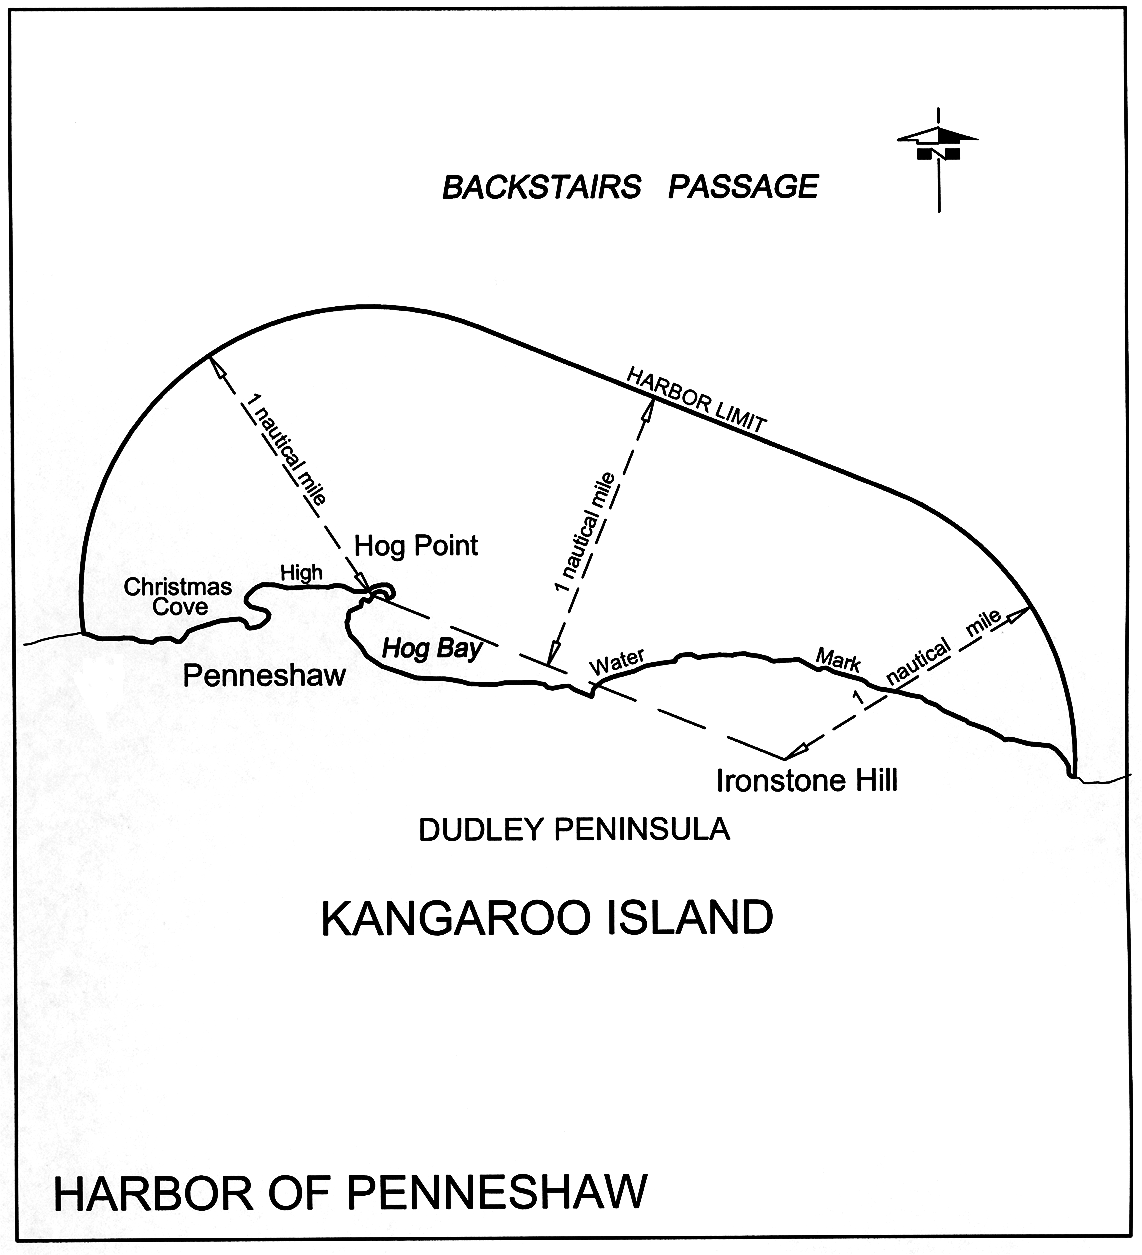 N
BACKSTAIRS PASSAGE
HARBOR LIMIT
1 nautical mile
1 nautical mile
Hog Point
High
Christmas
Cove
Hog Bay
Water
Mark
1 nautical mile
Penneshaw
Ironstone Hill
DUDLEY PENINSULA
KANGAROO ISLAND
HARBOR OF PENNESHAW